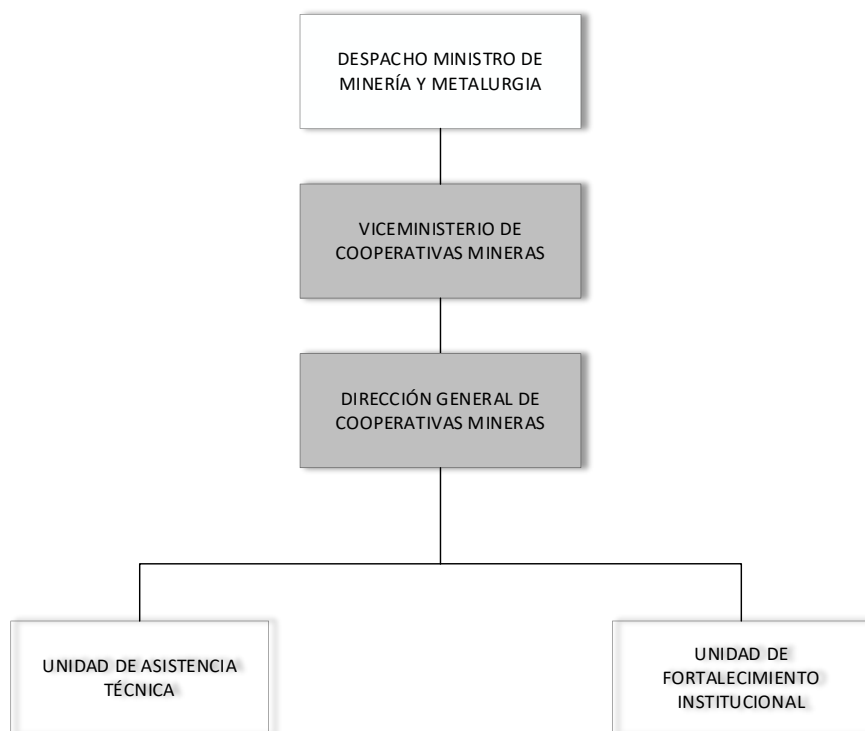 DESPACHO MINISTRO DE
MINERÍA Y METALURGIA
VICEMINISTERIO DE
COOPERATIVAS MINERAS
DIRECCIÓN GENERAL DE
COOPERATIVAS MINERAS
UNIDAD DE ASISTENCIA
TÉCNICA
UNIDAD DE
FORTALECIMIENTO
INSTITUCIONAL